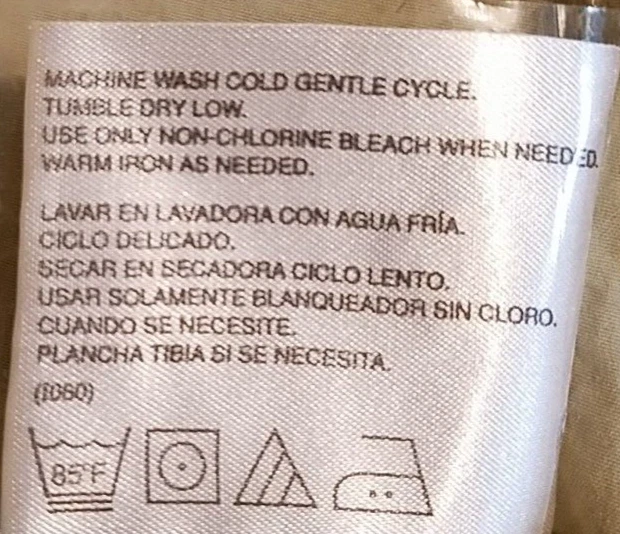 MACHINE WASH COLD GENTLE CYCLE.
TUMBLE DRY LOW.
USE ONLY NON-CHLORINE BLEACH WHEN NEEDED.
WARM IRON AS NEEDED.
LAVAR EN LAVADORA CON AGUA FRÍA.
CICLO DELICADO.
SECAR EN SECADORA CICLO LENTO.
USAR SOLAMENTE BLANQUEADOR SIN CLORO.
CUANDO SE NECESITE.
PLANCHA TIBIA SI SE NECESITA.
(1060)
85°F